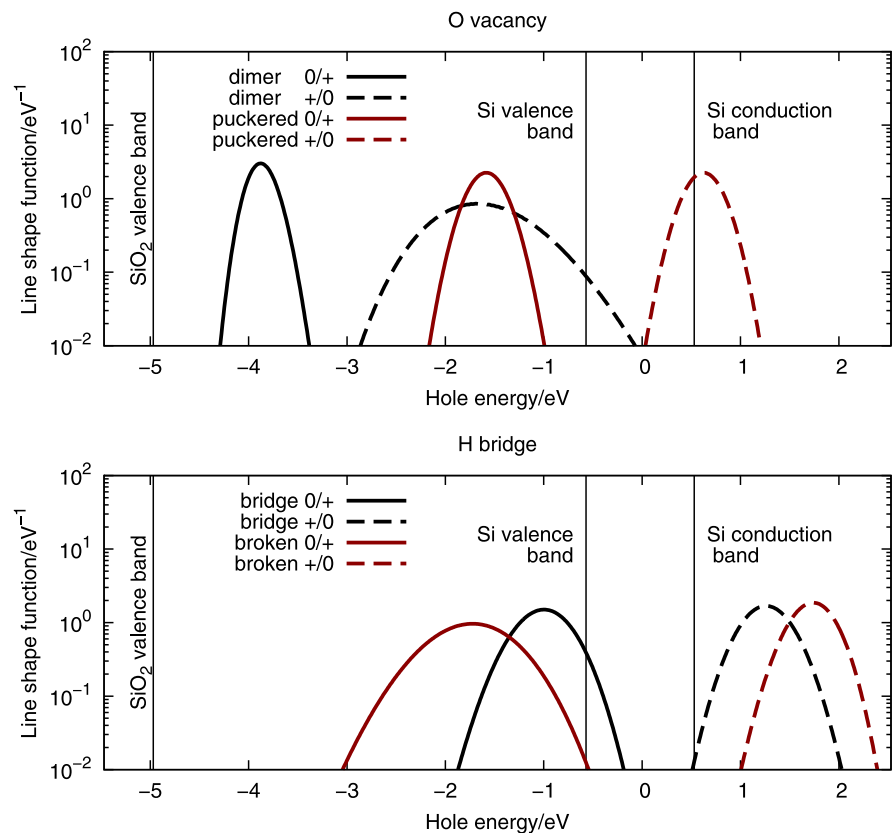 O vacancy
10^2
10^1
10^0
10^-1
10^-2
Line shape function/eV^-1
SiO_2 valence band
dimer 0/+
dimer +/0
puckered 0/+
puckered +/0
Si valence
band
Si conduction
band
−5 −4 −3 −2 −1 0 1 2
Hole energy/eV
H bridge
10^2
10^1
10^0
10^-1
10^-2
Line shape function/eV^-1
SiO_2 valence band
bridge 0/+
bridge +/0
broken 0/+
broken +/0
Si valence
band
Si conduction
band
−5 −4 −3 −2 −1 0 1 2
Hole energy/eV